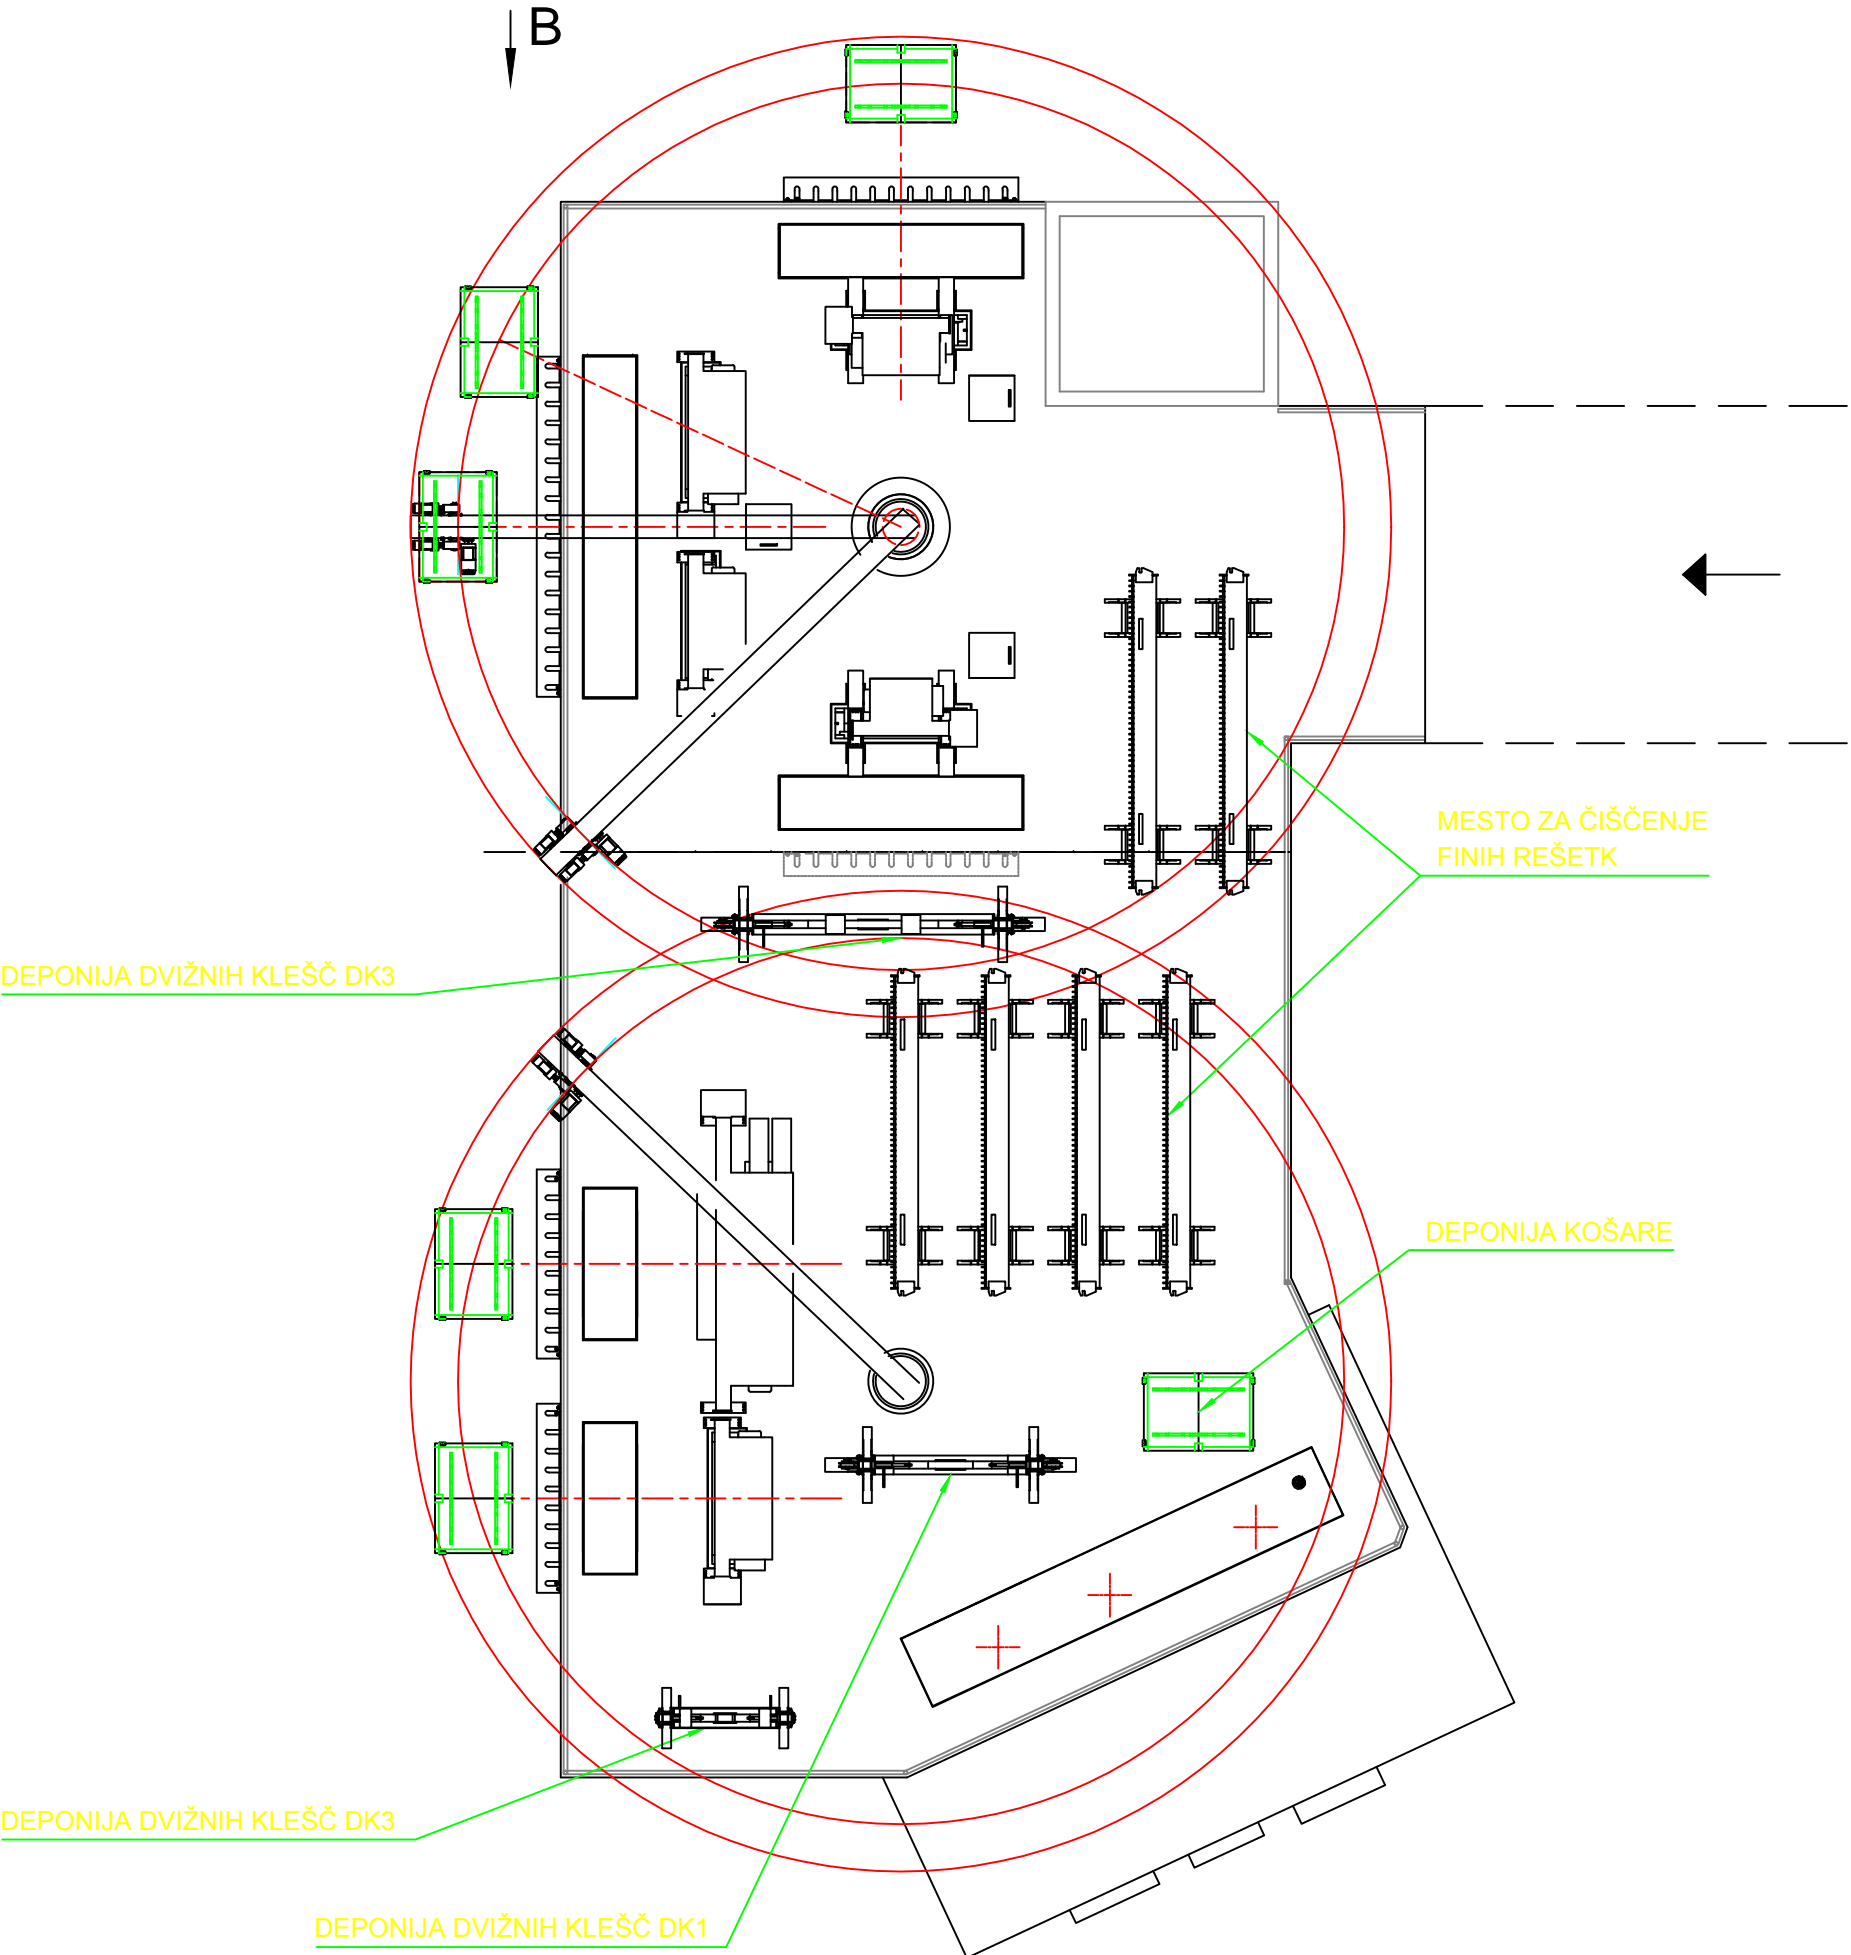 B
MESTO ZA ČIŠČENJE
FINIH REŠETK
DEPONIJA DVIŽNIH KLEŠČ DK3
DEPONIJA KOŠARE
DEPONIJA DVIŽNIH KLEŠČ DK3
DEPONIJA DVIŽNIH KLEŠČ DK1